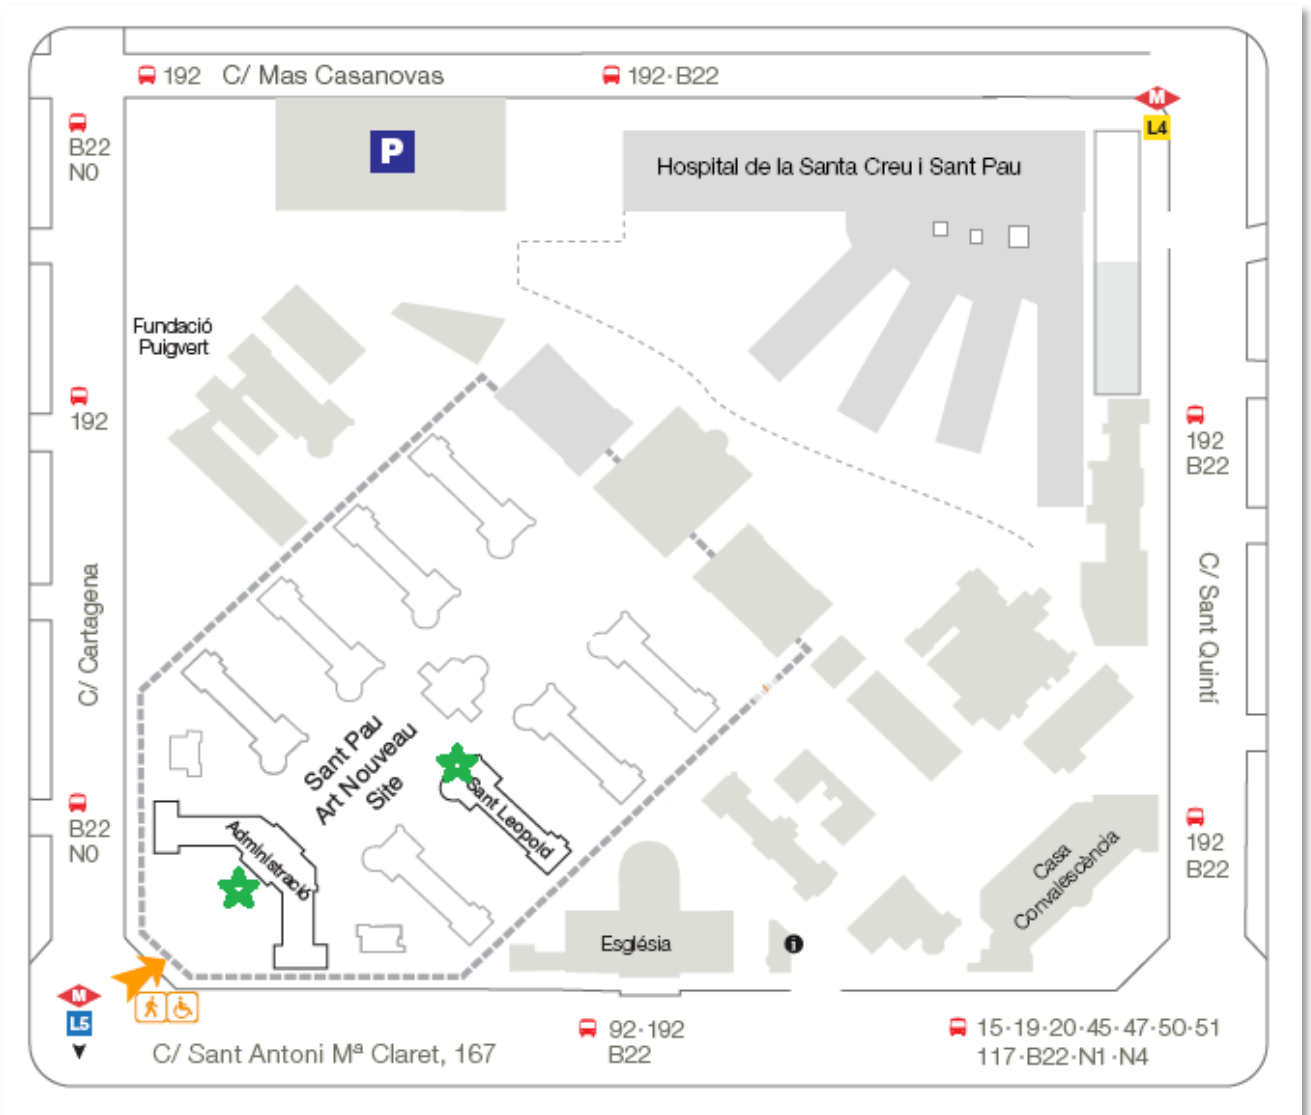 192 C/ Mas Casanovas
192·B22
M
L4
B22
N0
P
Hospital de la Santa Creu i Sant Pau
Fundació
Puigvert
192
192
B22
C/ Cartagena
C/ Sant Quintí
Sant Pau
Art Nouveau
Site
Sant Leopold
Administració
B22
N0
192
B22
Casa
Convalescència
Església
i
M
L5
C/ Sant Antoni Mª Claret, 167
92·192
B22
15·19·20·45·47·50·51
117·B22·N1·N4